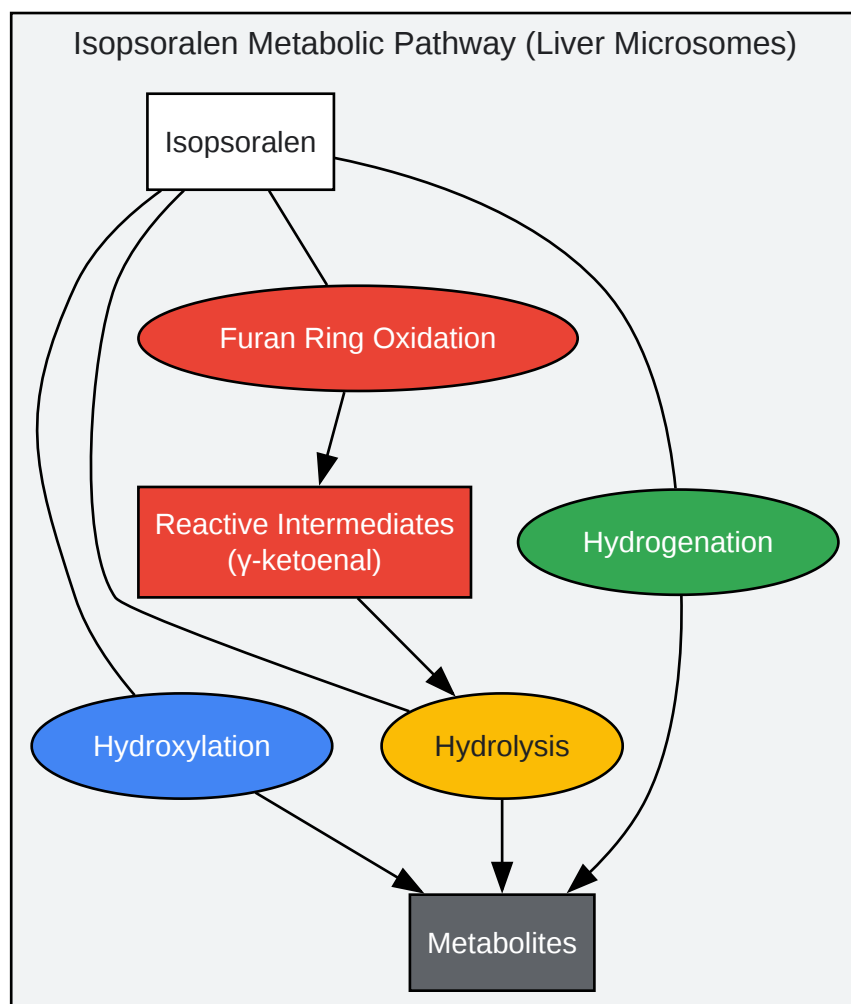 Isopsoralen Metabolic Pathway (Liver Microsomes)
Isopsoralen
Furan Ring Oxidation
Reactive Intermediates
(γ-ketoenal)
Hydrogenation
Hydroxylation
Hydrolysis
Metabolites